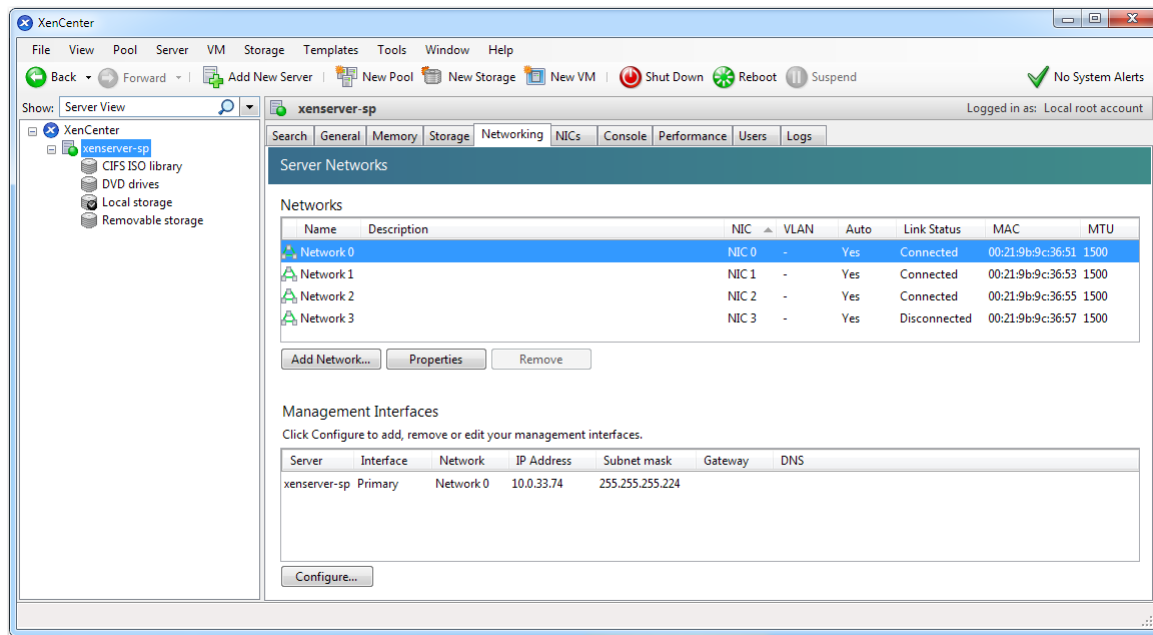 XenCenter
File View Pool Server VM Storage Templates Tools Window Help
Back Forward Add New Server New Pool New Storage New VM Shut Down Reboot Suspend No System Alerts
Show: Server View
xenserver-sp Logged in as: Local root account
XenCenter
xenserver-sp
CIFS ISO library
DVD drives
Local storage
Removable storage
Search General Memory Storage Networking NICs Console Performance Users Logs
Server Networks
Networks
Name Description NIC VLAN Auto Link Status MAC MTU
Network 0 NIC 0 - Yes Connected 00:21:9b:9c:36:51 1500
Network 1 NIC 1 - Yes Connected 00:21:9b:9c:36:53 1500
Network 2 NIC 2 - Yes Connected 00:21:9b:9c:36:55 1500
Network 3 NIC 3 - Yes Disconnected 00:21:9b:9c:36:57 1500
Add Network... Properties Remove
Management Interfaces
Click Configure to add, remove or edit your management interfaces.
Server Interface Network IP Address Subnet mask Gateway DNS
xenserver-sp Primary Network 0 10.0.33.74 255.255.255.224
Configure...